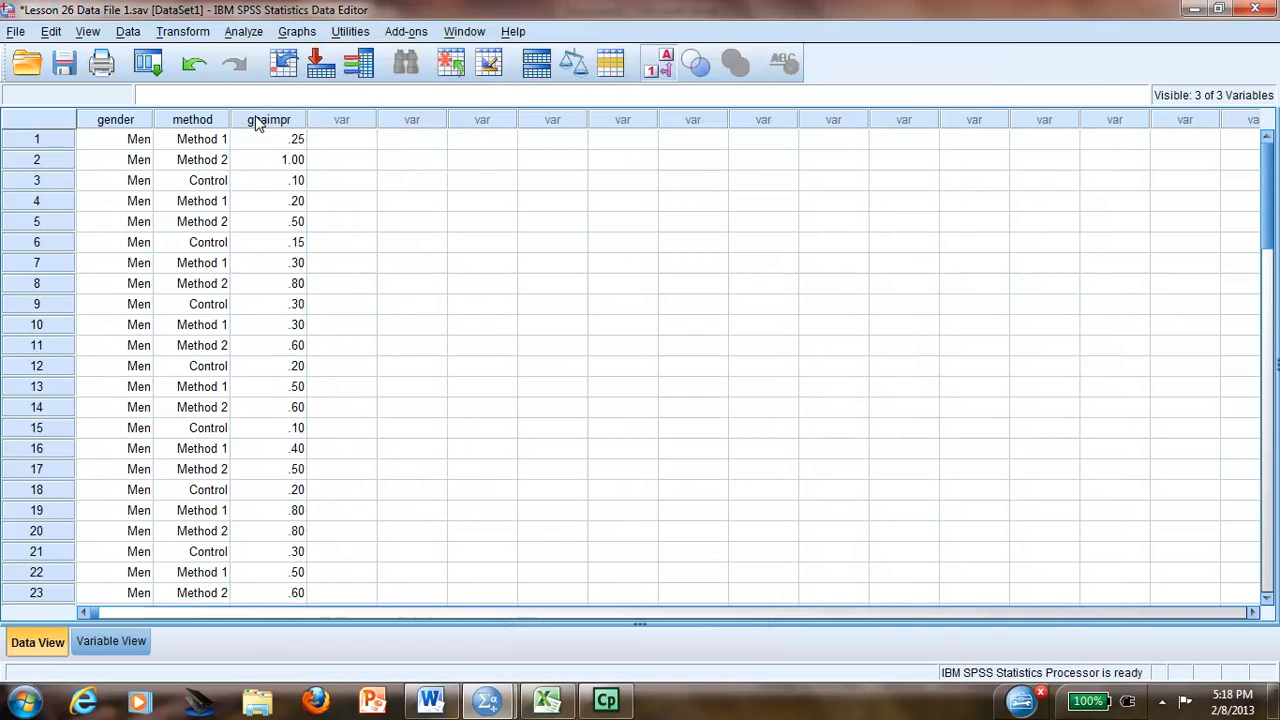 *Lesson 26 Data File 1.sav [DataSet1] - IBM SPSS Statistics Data Editor
File Edit View Data Transform Analyze Graphs Utilities Add-ons Window Help
Visible: 3 of 3 Variables
gender method var var var var var var var var var var var var var va
1 Men Method 1 .25
2 Men Method 2 1.00
3 Men Control .10
4 Men Method 1 .20
5 Men Method 2 .50
6 Men Control .15
7 Men Method 1 .30
8 Men Method 2 .80
9 Men Control .30
10 Men Method 1 .30
11 Men Method 2 .60
12 Men Control .20
13 Men Method 1 .50
14 Men Method 2 .60
15 Men Control .10
16 Men Method 1 .40
17 Men Method 2 .50
18 Men Control .20
19 Men Method 1 .80
20 Men Method 2 .80
21 Men Control .30
22 Men Method 1 .50
23 Men Method 2 .60
Data View Variable View
IBM SPSS Statistics Processor is ready
100%
5:18 PM
2/8/2013